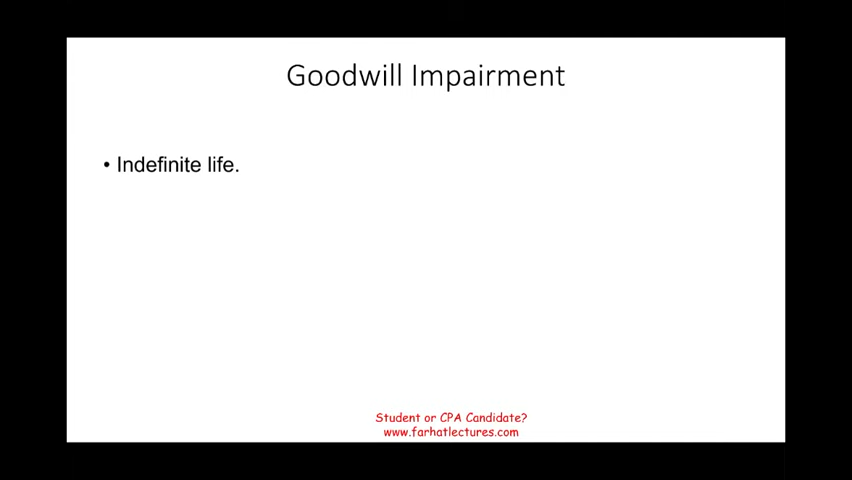 Goodwill Impairment
• Indefinite life.
Student or CPA Candidate?
www.farhatlectures.com